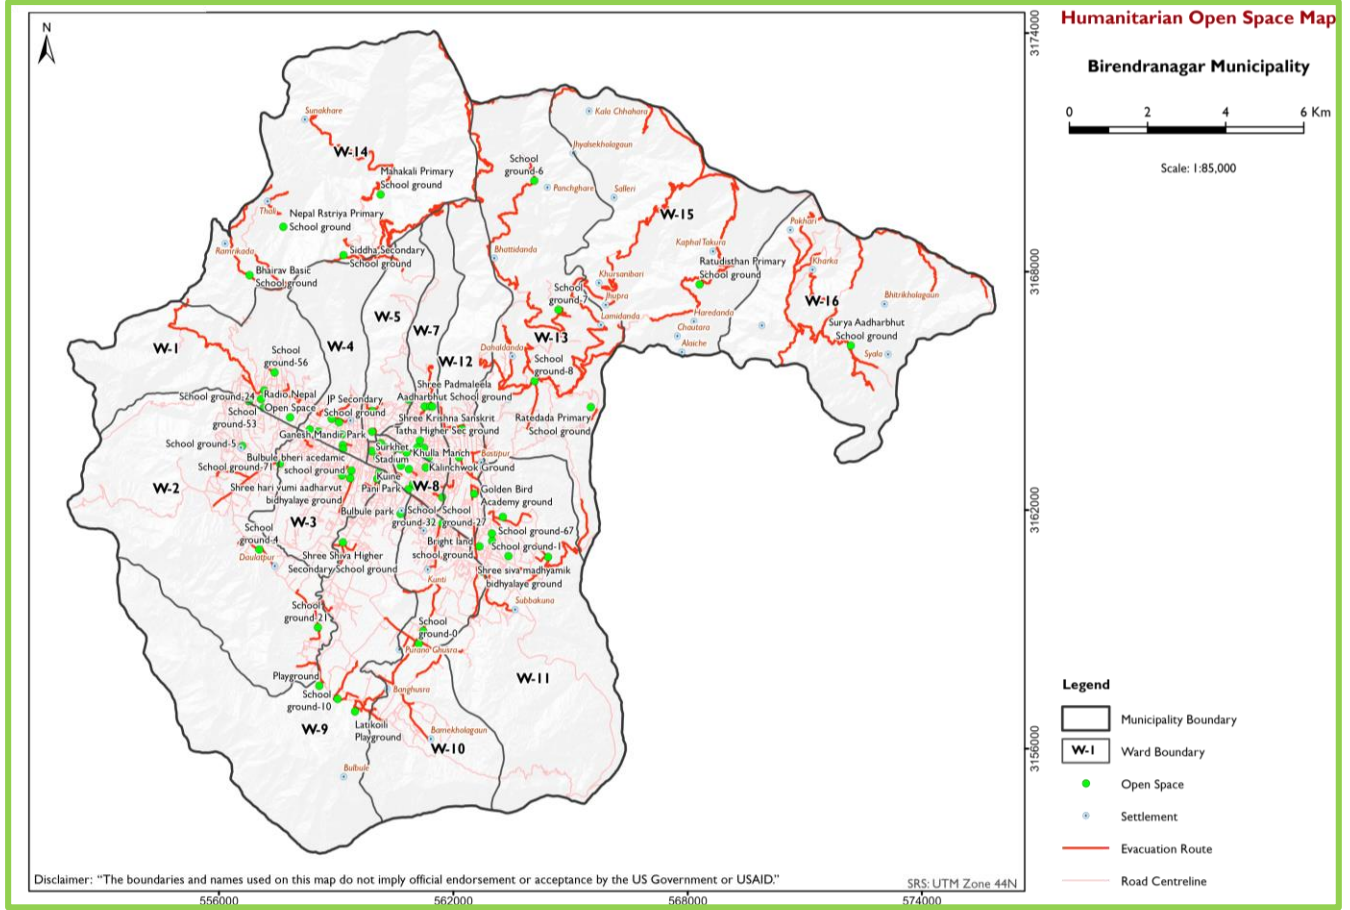 Humanitarian Open Space Map
Birendranagar Municipality
0 2 4 6 Km
Scale: 1:85,000
N
3174000
3168000
3162000
3156000
Sunakhare
Kalo Chhahara
W-14
Jhyalsekholagaun
School
ground-6
Mahakali Primary
School ground
Panchghare
Salleri
Thali
Nepal Rstriya Primary
School ground
W-15
Pokhari
Ramrikada
Siddha Secondary
School ground
Bhattidanda
Kaphal Takura
Ratudisthan Primary
School ground
Kharka
Bhairav Basic
School ground
Khursanibari
School
ground-7
Jhupra
W-16
Bhitrikholagaun
W-5
W-7
Lamidanda
Haredanda
Surya Aadharbhut
School ground
Chautara
W-13
W-1
W-4
Dahaldanda
Alaiche
Syala
School
ground-56
W-12
School
ground-8
Shree Padmaleela
Aadharbhut School ground
School ground-24
Radio Nepal
Open Space
JP Secondary
School ground
School
ground-53
Shree Krishna Sanskrit
Tatha Higher Sec ground
Ratedada Primary
School ground
Ganesh Mandir Park
School ground-5
Surkhet
Stadium
Khulla Manch
Bastipur
Bulbule bheri acedamic
school ground
School ground-71
Kalinchwok Ground
Kune
Pani Park
W-8
W-2
Shree hari yumi aadharvut
bidhyalaye ground
Golden Bird
Academy ground
Bulbule park
School
ground-32
School
ground-27
W-3
School
ground-4
School ground-67
Bright land
school ground
School ground-1
Daulatpur
Shree Shiva Higher
Secondary School ground
Shree siva madhyamik
bidhyalaye ground
Kunti
Subbakuna
School
ground-21
School
ground-0
Purano Ghusra
Playground
W-11
School
ground-10
Banghusra
W-9
Latikoili
Playground
Bamekholagaun
W-10
Bulbule
Legend
Municipality Boundary
W-1 Ward Boundary
Open Space
Settlement
Evacuation Route
Road Centreline
Disclaimer: “The boundaries and names used on this map do not imply official endorsement or acceptance by the US Government or USAID.”
SRS: UTM Zone 44N
556000 562000 568000 574000